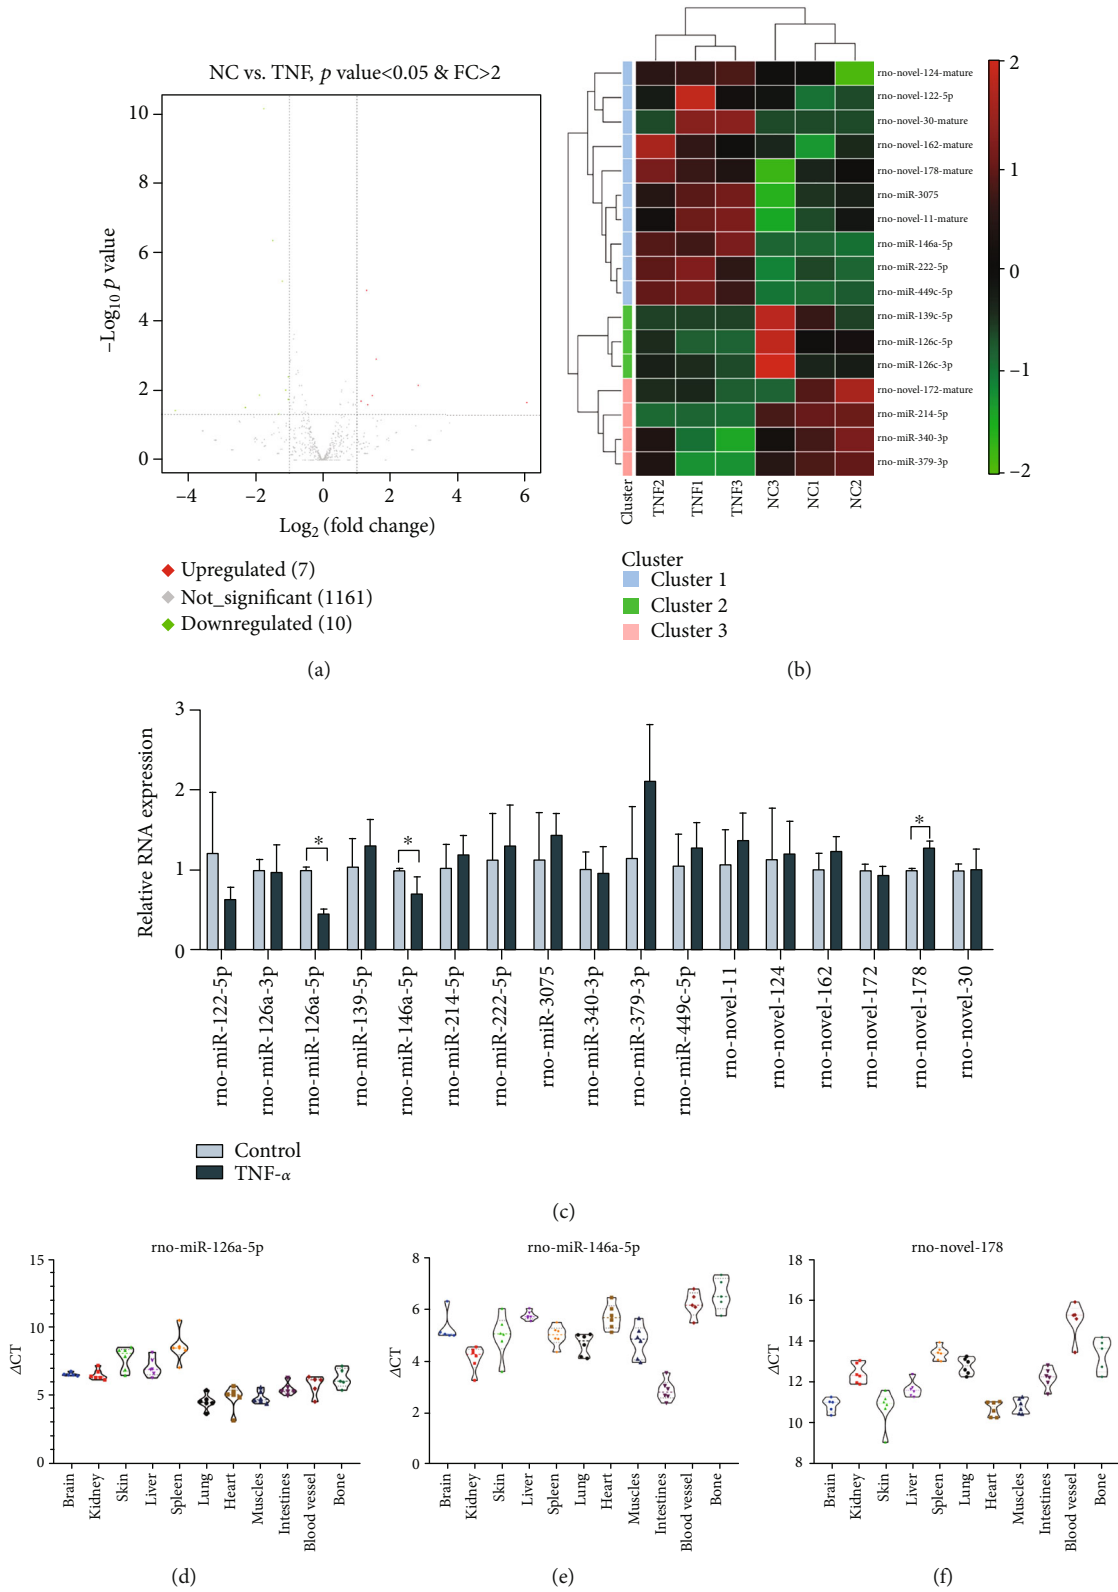 NC vs. TNF, p value<0.05 & FC>2
−Log10 p value
10
8
6
4
2
0
−4 −2 0 2 4 6
Log2 (fold change)
Upregulated (7)
Not_significant (1161)
Downregulated (10)
(a)
rno-novel-124-mature
rno-novel-122-5p
rno-novel-30-mature
rno-novel-162-mature
rno-novel-178-mature
rno-miR-3075
rno-novel-11-mature
rno-miR-146a-5p
rno-miR-222-5p
rno-miR-449c-5p
rno-miR-139c-5p
rno-miR-126c-5p
rno-miR-126c-3p
rno-novel-172-mature
rno-miR-214-5p
rno-miR-340-3p
rno-miR-379-3p
2
1
0
−1
−2
Cluster TNF2 TNF1 TNF3 NC3 NC1 NC2
Cluster
Cluster 1
Cluster 2
Cluster 3
(b)
Relative RNA expression
3
2
1
0
* * *
rno-miR-122-5p
rno-miR-126a-3p
rno-miR-126a-5p
rno-miR-139-5p
rno-miR-146a-5p
rno-miR-214-5p
rno-miR-222-5p
rno-miR-3075
rno-miR-340-3p
rno-miR-379-3p
rno-miR-449c-5p
rno-novel-11
rno-novel-124
rno-novel-162
rno-novel-172
rno-novel-178
rno-novel-30
Control
TNF-α
(c)
rno-miR-126a-5p
ΔCT
15
10
5
0
Brain Kidney Skin Liver Spleen Lung Heart Muscles Intestines Blood vessel Bone
(d)
rno-miR-146a-5p
ΔCT
8
6
4
2
0
Brain Kidney Skin Liver Spleen Lung Heart Muscles Intestines Blood vessel Bone
(e)
rno-novel-178
ΔCT
18
16
14
12
10
8
Brain Kidney Skin Liver Spleen Lung Heart Muscles Intestines Blood vessel Bone
(f)